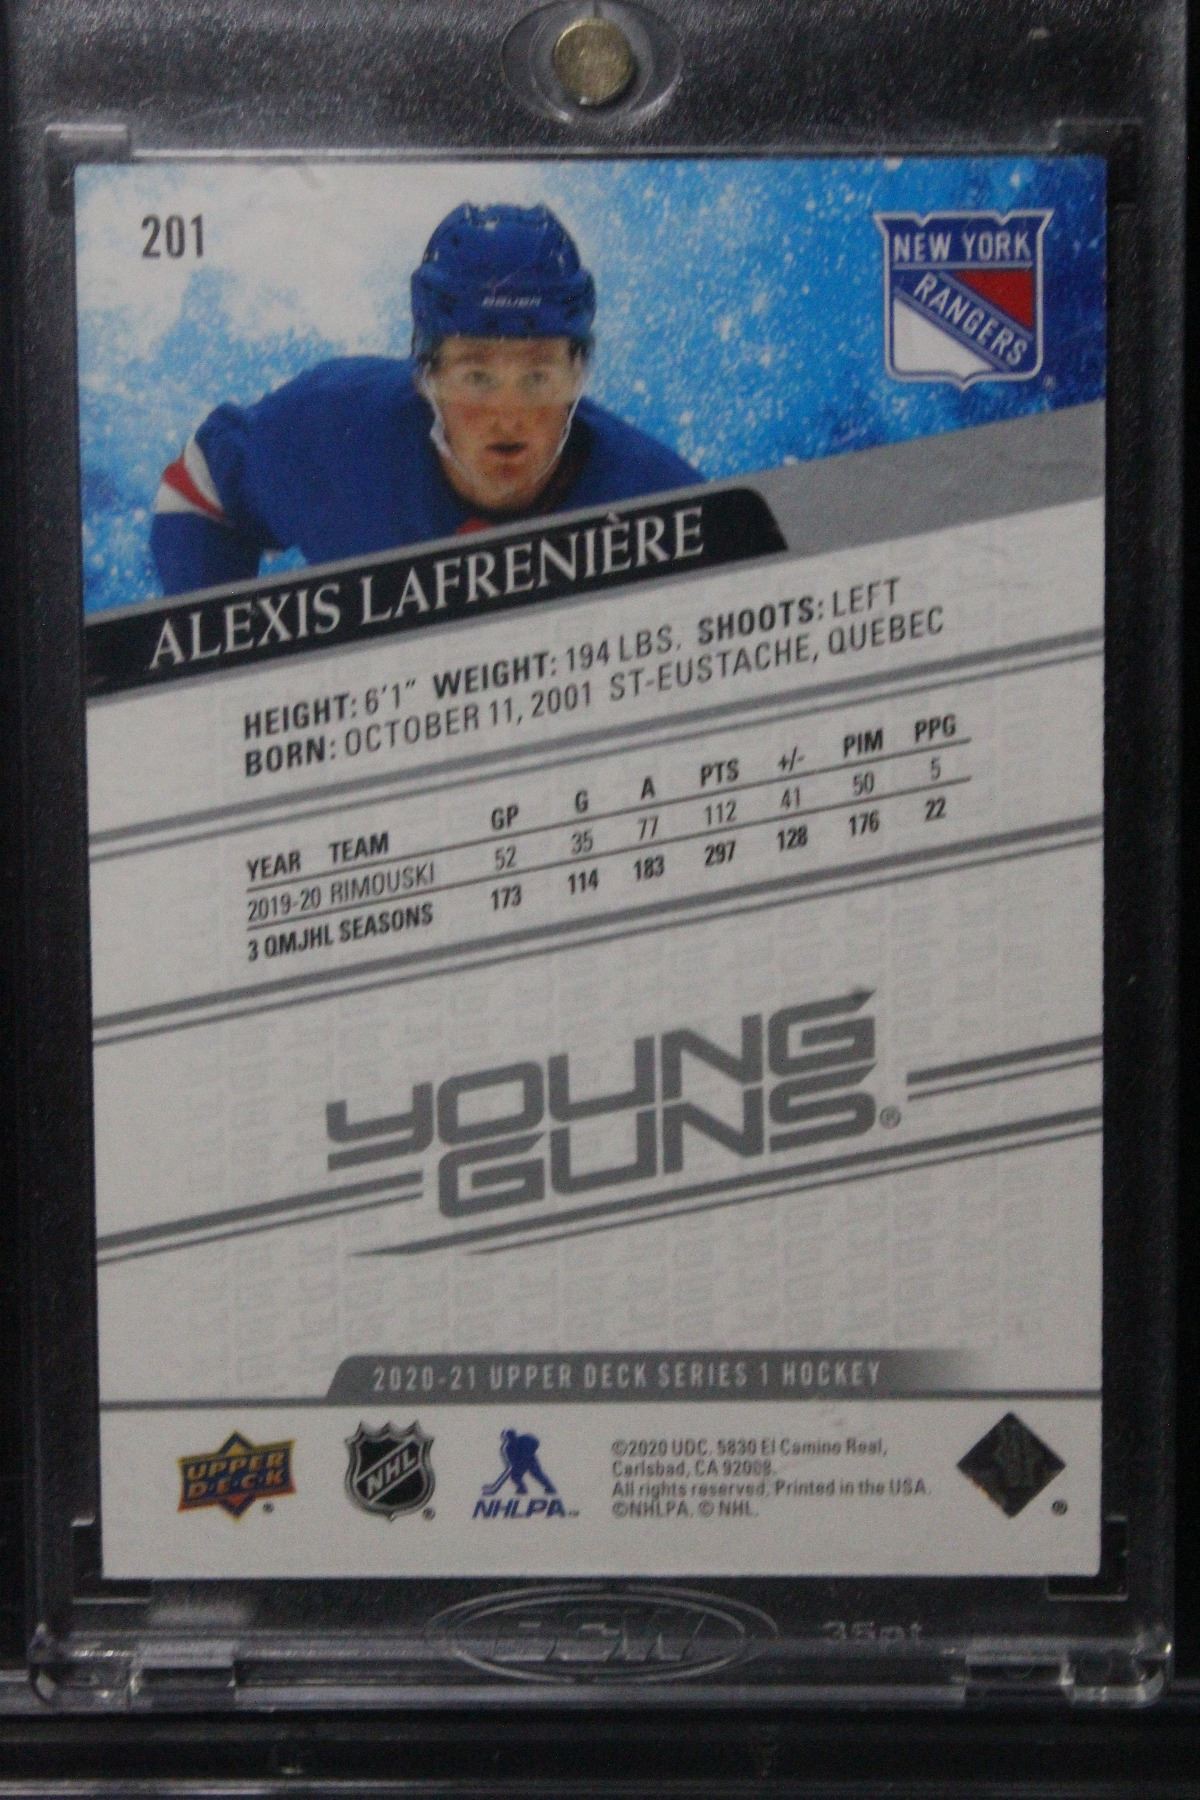 201
BAUER
NEW YORK
RANGERS
ALEXIS LAFRENIÈRE
HEIGHT: 6'1" WEIGHT: 194 LBS. SHOOTS: LEFT
BORN: OCTOBER 11, 2001 ST-EUSTACHE, QUEBEC
YEAR TEAM GP G A PTS +/- PIM PPG
2019-20 RIMOUSKI 52 35 77 112 41 50 5
3 QMJHL SEASONS 173 114 183 297 128 176 22
YOUNG
GUNS®
2020-21 UPPER DECK SERIES 1 HOCKEY
UPPER
D·E·C·K ®
NHL ®
NHLPA™
©2020 UDC. 5830 El Camino Real,
Carlsbad, CA 92008.
All rights reserved, Printed in the USA.
©NHLPA. © NHL.
®
BCW
35pt